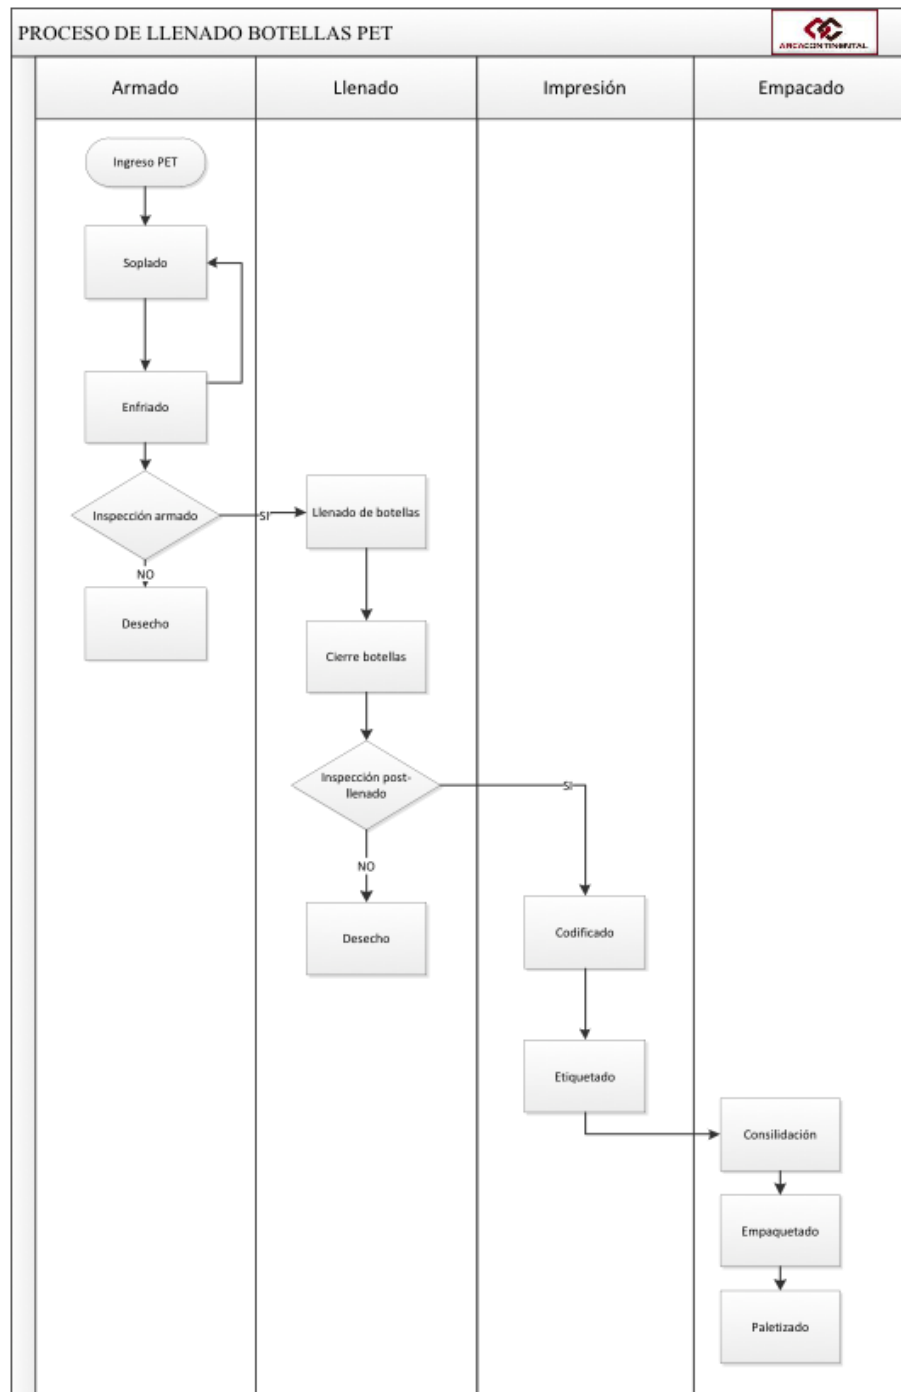 PROCESO DE LLENADO BOTELLAS PET
ARCACONTINENTAL
Armado
Llenado
Impresión
Empacado
Ingreso PET
Soplado
Enfriado
Inspección armado
SI
Llenado de botellas
NO
Desecho
Cierre botellas
Inspección post-
llenado
SI
NO
Desecho
Codificado
Etiquetado
Consilidación
Empaquetado
Paletizado